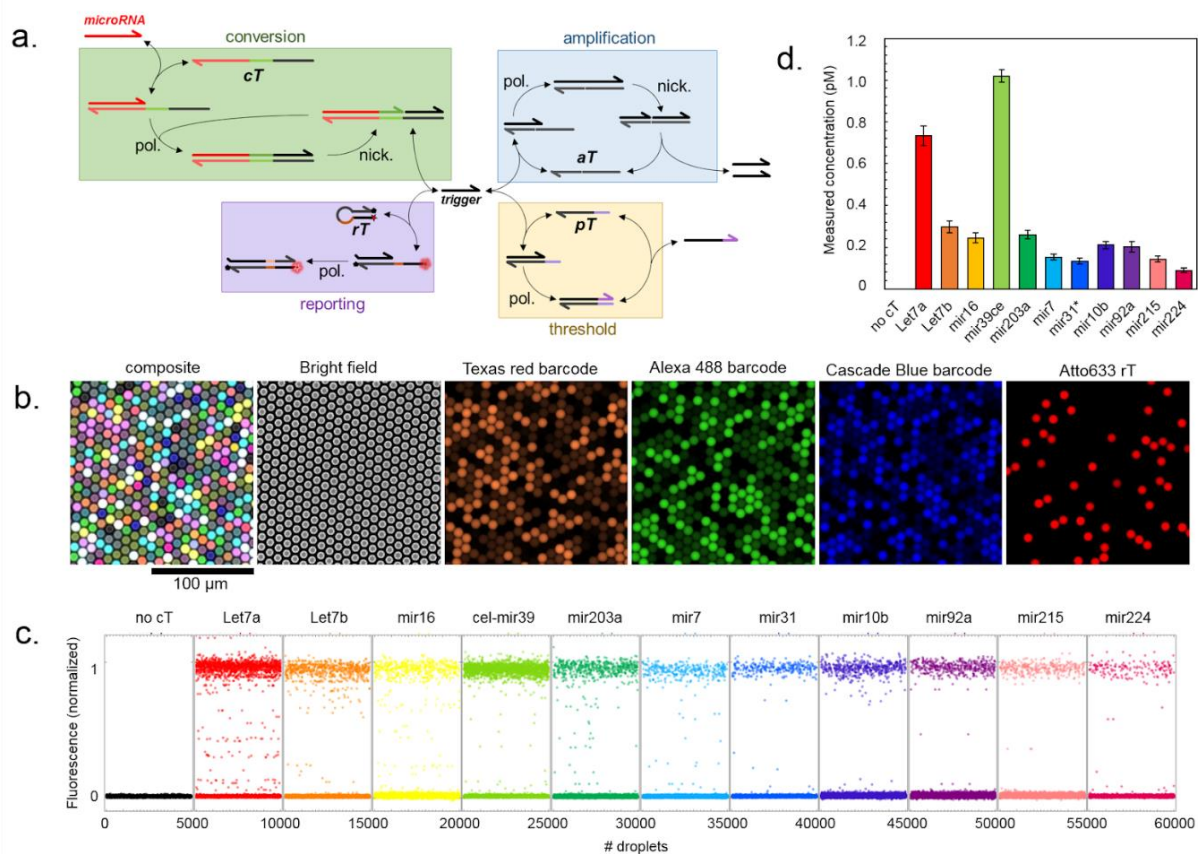 a.
microRNA
conversion
cT
pol.
nick.
amplification
pol.
nick.
aT
trigger
rT
pol.
reporting
pT
pol.
threshold
d.
Measured concentration (pM)
1.2
1.0
0.8
0.6
0.4
0.2
0
no cT
Let7a
Let7b
mir16
mir39ce
mir203a
mir7
mir31*
mir10b
mir92a
mir215
mir224
b.
composite
Bright field
Texas red barcode
Alexa 488 barcode
Cascade Blue barcode
Atto633 rT
100 µm
c.
no cT Let7a Let7b mir16 cel-mir39 mir203a mir7 mir31 mir10b mir92a mir215 mir224
Fluorescence (normalized)
1
0
0 5000 10000 15000 20000 25000 30000 35000 40000 45000 50000 55000 60000
# droplets